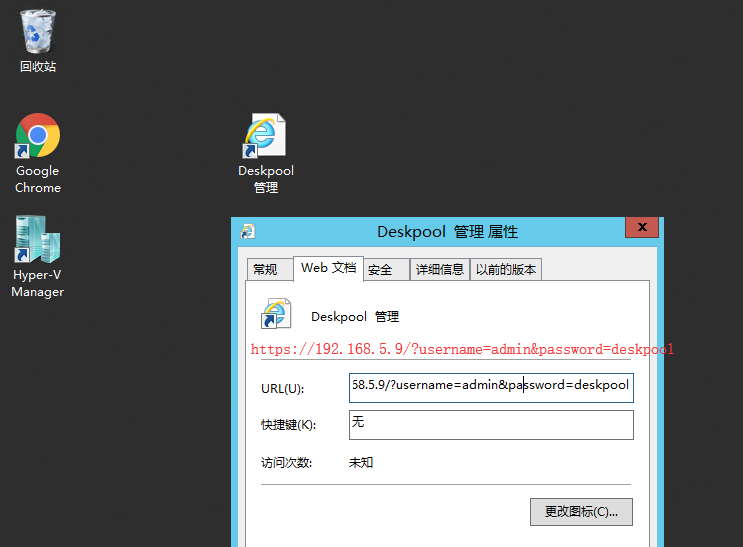 回收站
Google
Chrome
Deskpool
管理
Hyper-V
Manager
Deskpool 管理 属性
x
常规
Web 文档
安全
详细信息
以前的版本
Deskpool 管理
https://192.168.5.9/?username=admin&password=deskpool
URL(U):
58.5.9/?username=admin&password=deskpool
快捷键(K):
无
访问次数:
未知
更改图标(C)...